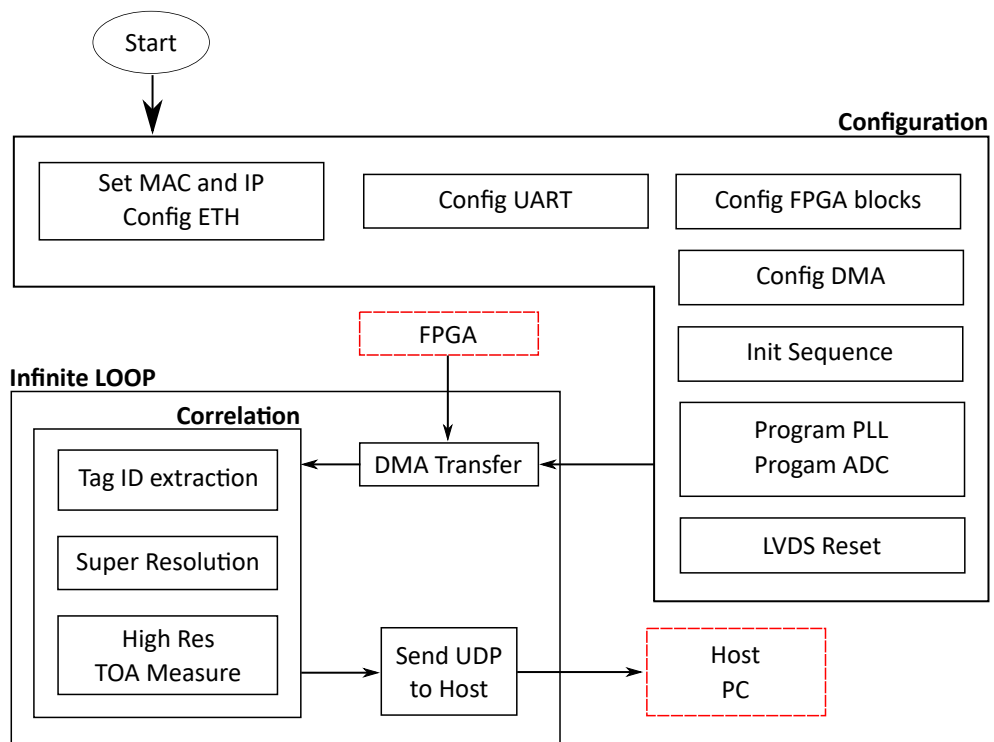 Start
Configuration
Set MAC and IP
Config ETH
Config UART
Config FPGA blocks
Config DMA
Init Sequence
Program PLL
Progam ADC
LVDS Reset
FPGA
Infinite LOOP
Correlation
DMA Transfer
Tag ID extraction
Super Resolution
High Res
TOA Measure
Send UDP
to Host
Host
PC